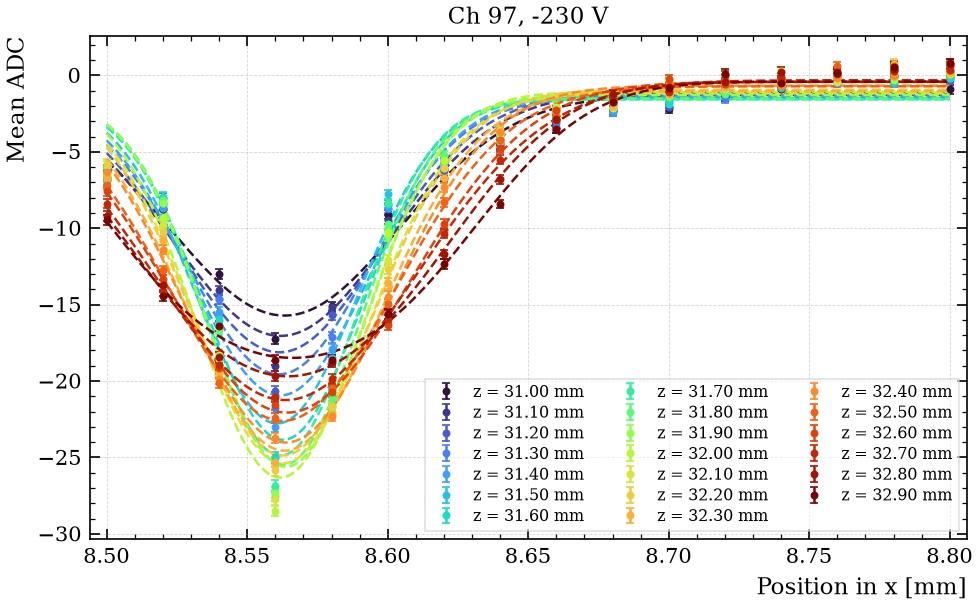 Ch 97, -230 V
Mean ADC
0
−5
−10
−15
−20
−25
−30
8.50 8.55 8.60 8.65 8.70 8.75 8.80
Position in x [mm]
z = 31.00 mm
z = 31.10 mm
z = 31.20 mm
z = 31.30 mm
z = 31.40 mm
z = 31.50 mm
z = 31.60 mm
z = 31.70 mm
z = 31.80 mm
z = 31.90 mm
z = 32.00 mm
z = 32.10 mm
z = 32.20 mm
z = 32.30 mm
z = 32.40 mm
z = 32.50 mm
z = 32.60 mm
z = 32.70 mm
z = 32.80 mm
z = 32.90 mm